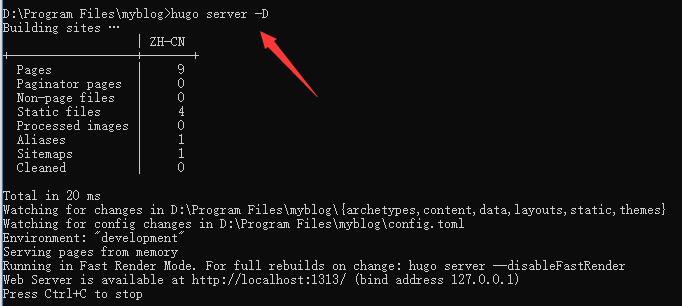 D:\Program Files\myblog>hugo server -D
Building sites …
| ZH-CN
+------------------+-------+
Pages | 9
Paginator pages | 0
Non-page files | 0
Static files | 4
Processed images | 0
Aliases | 1
Sitemaps | 1
Cleaned | 0
Total in 20 ms
Watching for changes in D:\Program Files\myblog\{archetypes,content,data,layouts,static,themes}
Watching for config changes in D:\Program Files\myblog\config.toml
Environment: "development"
Serving pages from memory
Running in Fast Render Mode. For full rebuilds on change: hugo server --disableFastRender
Web Server is available at http://localhost:1313/ (bind address 127.0.0.1)
Press Ctrl+C to stop